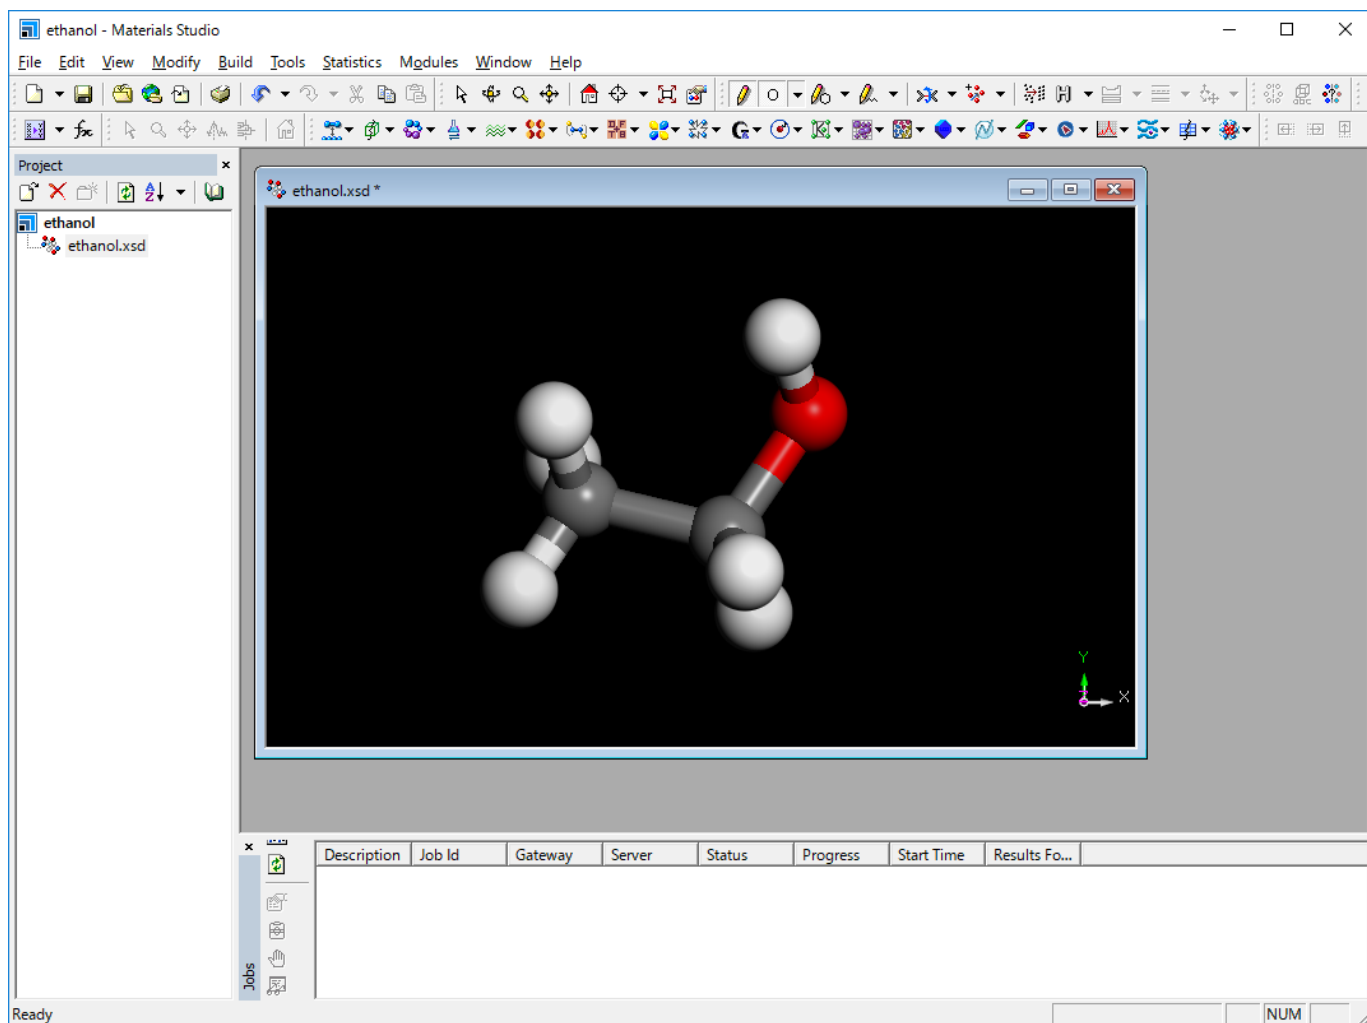 ethanol - Materials Studio
File Edit View Modify Build Tools Statistics Modules Window Help
Project
ethanol
ethanol.xsd
ethanol.xsd *
Y
X
Jobs
Description Job Id Gateway Server Status Progress Start Time Results Fo...
Ready
NUM